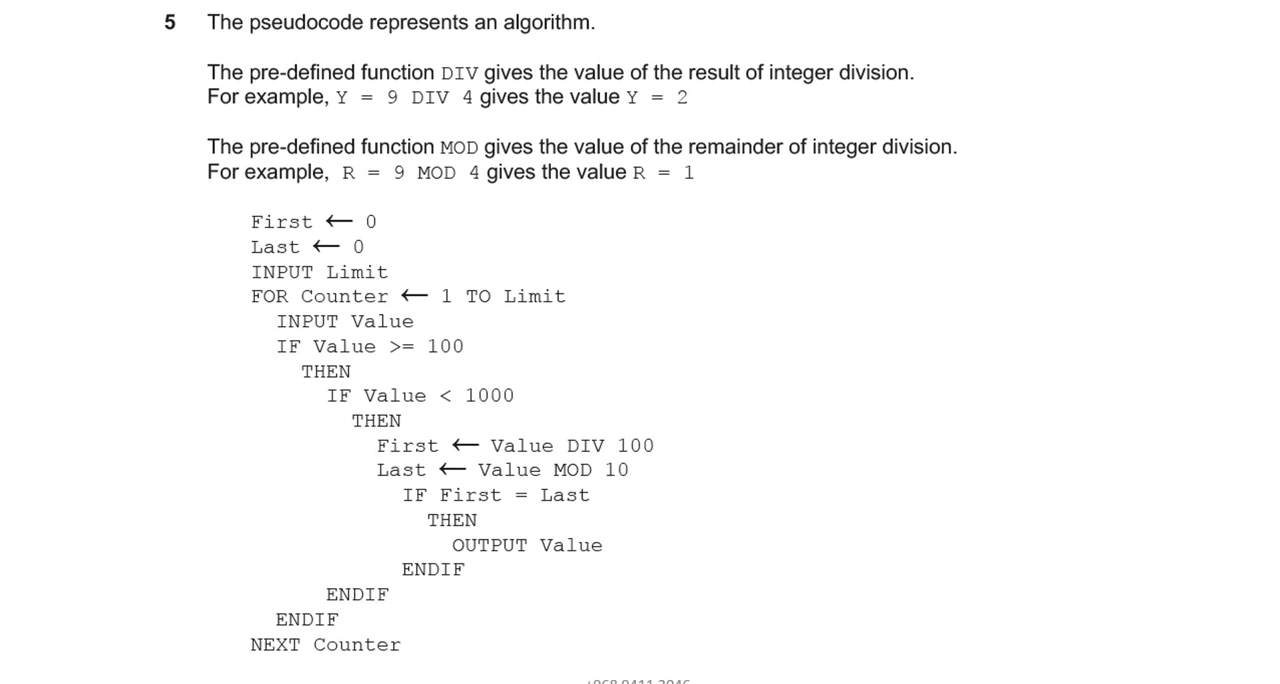 5 The pseudocode represents an algorithm.
The pre-defined function DIV gives the value of the result of integer division.
For example, Y = 9 DIV 4 gives the value Y = 2
The pre-defined function MOD gives the value of the remainder of integer division.
For example, R = 9 MOD 4 gives the value R = 1
First ← 0
Last ← 0
INPUT Limit
FOR Counter ← 1 TO Limit
INPUT Value
IF Value >= 100
THEN
IF Value < 1000
THEN
First ← Value DIV 100
Last ← Value MOD 10
IF First = Last
THEN
OUTPUT Value
ENDIF
ENDIF
ENDIF
NEXT Counter